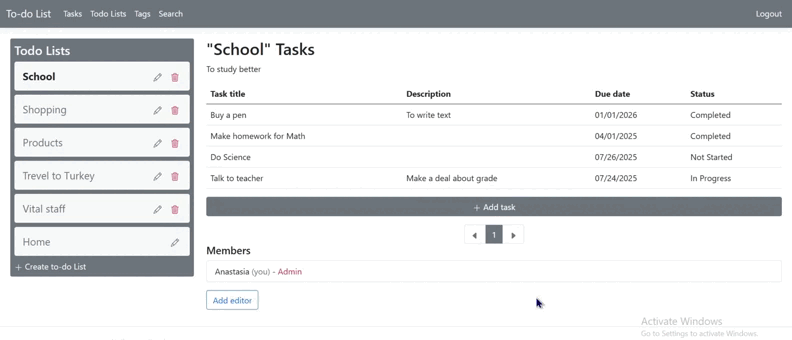 To-do List Tasks Todo Lists Tags Search Logout
Todo Lists
School
Shopping
Products
Trevel to Turkey
Vital staff
Home
+ Create to-do List
"School" Tasks
To study better
Task title Description Due date Status
Buy a pen To write text 01/01/2026 Completed
Make homework for Math 04/01/2025 Completed
Do Science 07/26/2025 Not Started
Talk to teacher Make a deal about grade 07/24/2025 In Progress
+ Add task
1
Members
Anastasia (you) - Admin
Add editor
Activate Windows
Go to Settings to activate Windows.